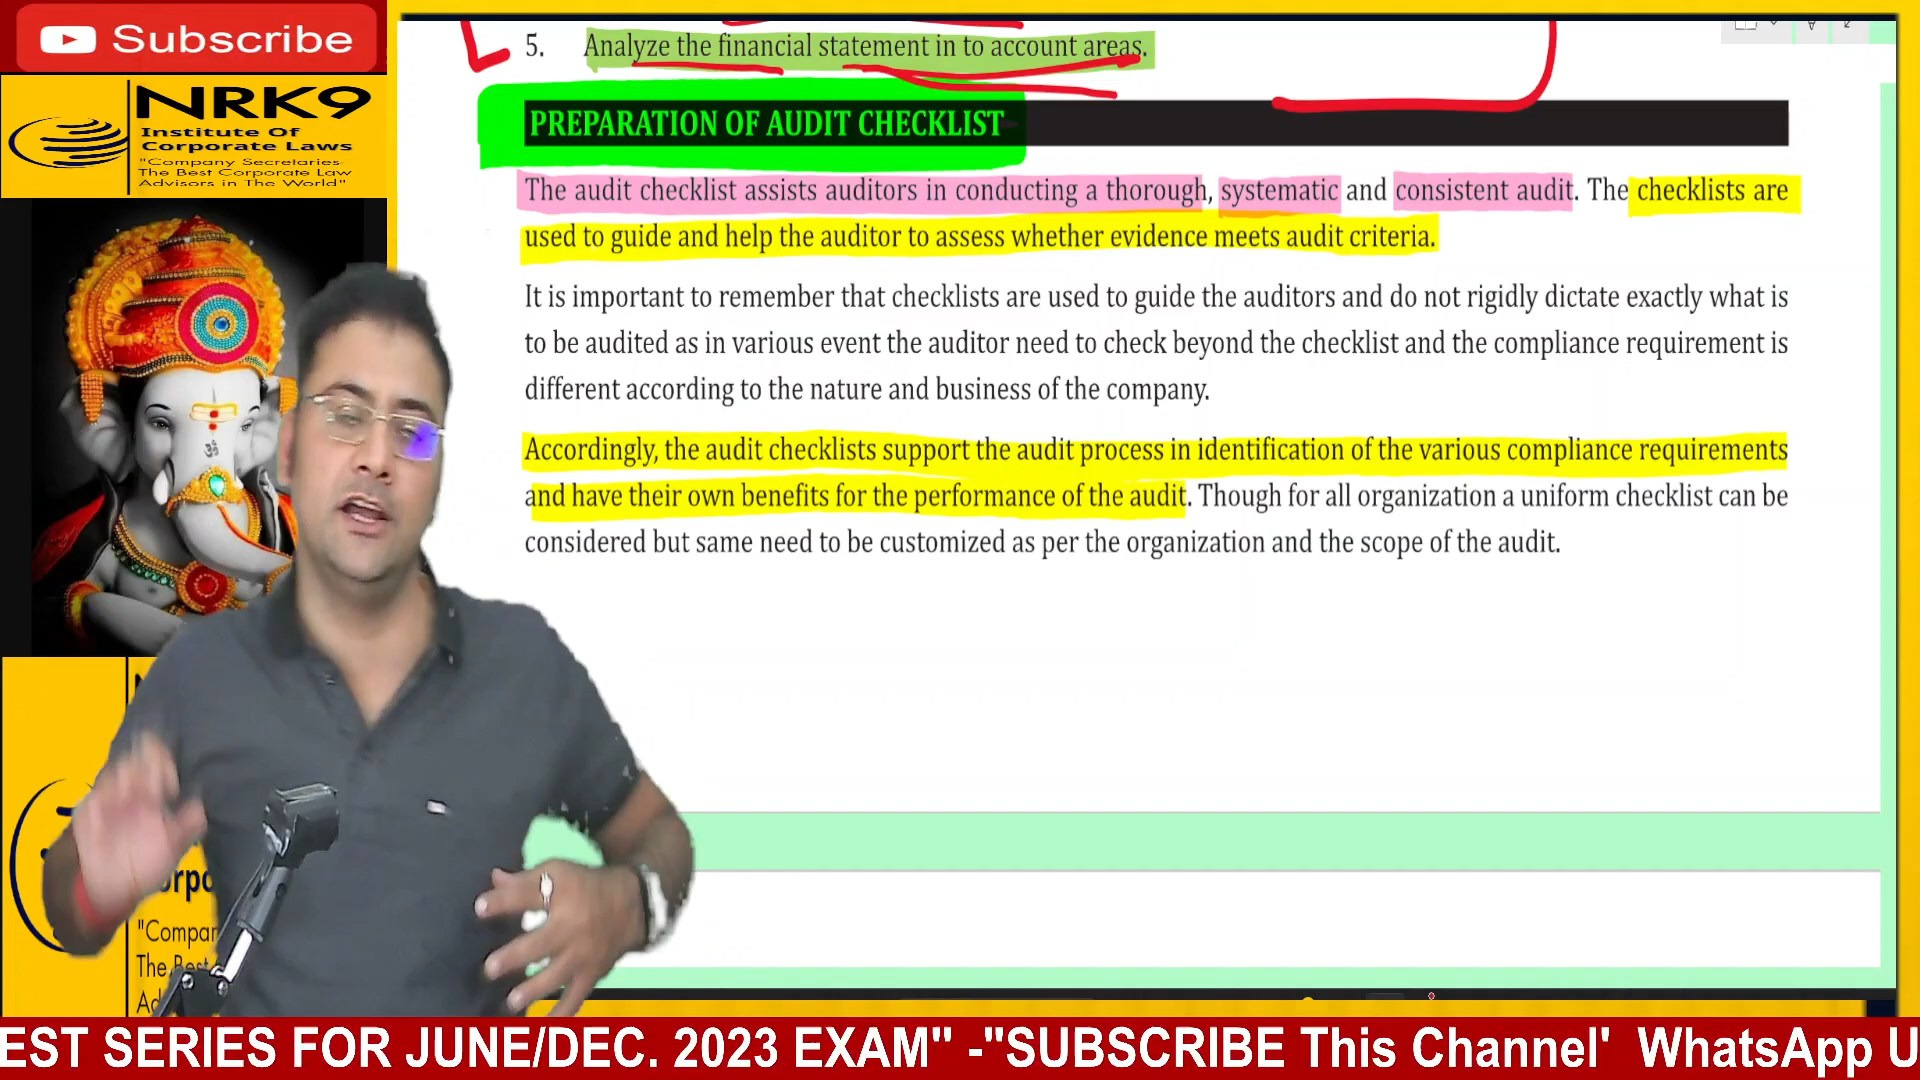 Subscribe
NRK9
Institute Of
Corporate Laws
"Company Secretaries-
The Best Corporate Law
Advisors in The World"
5. Analyze the financial statement in to account areas.
PREPARATION OF AUDIT CHECKLIST
The audit checklist assists auditors in conducting a thorough, systematic and consistent audit. The checklists are
used to guide and help the auditor to assess whether evidence meets audit criteria.
It is important to remember that checklists are used to guide the auditors and do not rigidly dictate exactly what is
to be audited as in various event the auditor need to check beyond the checklist and the compliance requirement is
different according to the nature and business of the company.
Accordingly, the audit checklists support the audit process in identification of the various compliance requirements
and have their own benefits for the performance of the audit. Though for all organization a uniform checklist can be
considered but same need to be customized as per the organization and the scope of the audit.
ॐ
orpo
"Compan
The Best
Ad
EST SERIES FOR JUNE/DEC. 2023 EXAM" -"SUBSCRIBE This Channel' WhatsApp U